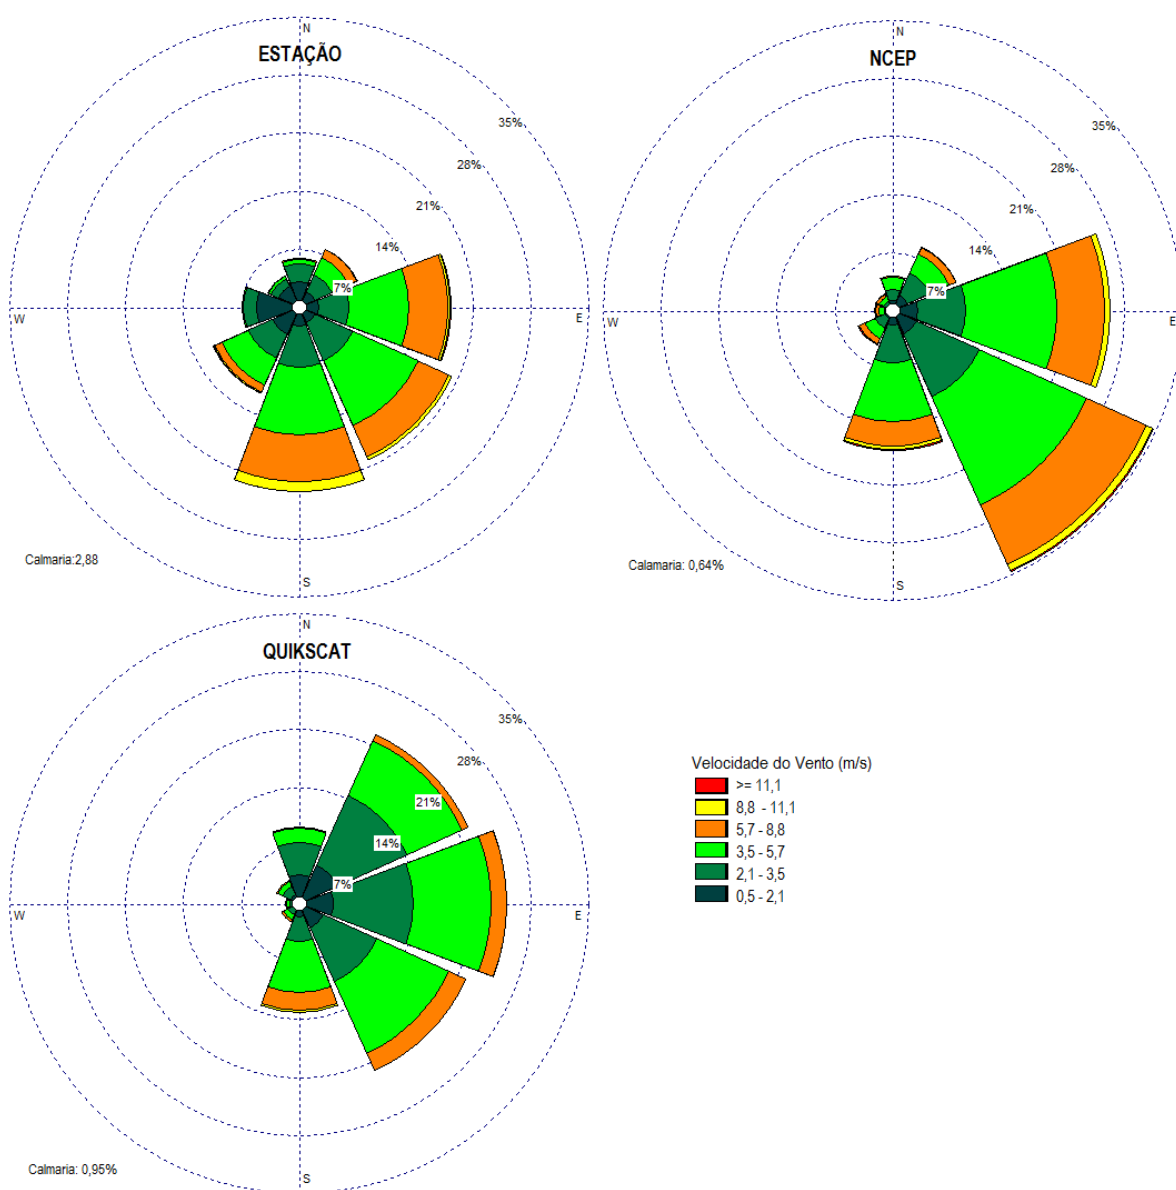 N
ESTAÇÃO
35%
28%
21%
14%
7%
W
E
S
Calmaria:2,88
N
NCEP
35%
28%
21%
14%
7%
W
E
S
Calamaria: 0,64%
N
QUIKSCAT
35%
28%
21%
14%
7%
W
E
S
Calmaria: 0,95%
Velocidade do Vento (m/s)
>= 11,1
8,8 - 11,1
5,7 - 8,8
3,5 - 5,7
2,1 - 3,5
0,5 - 2,1